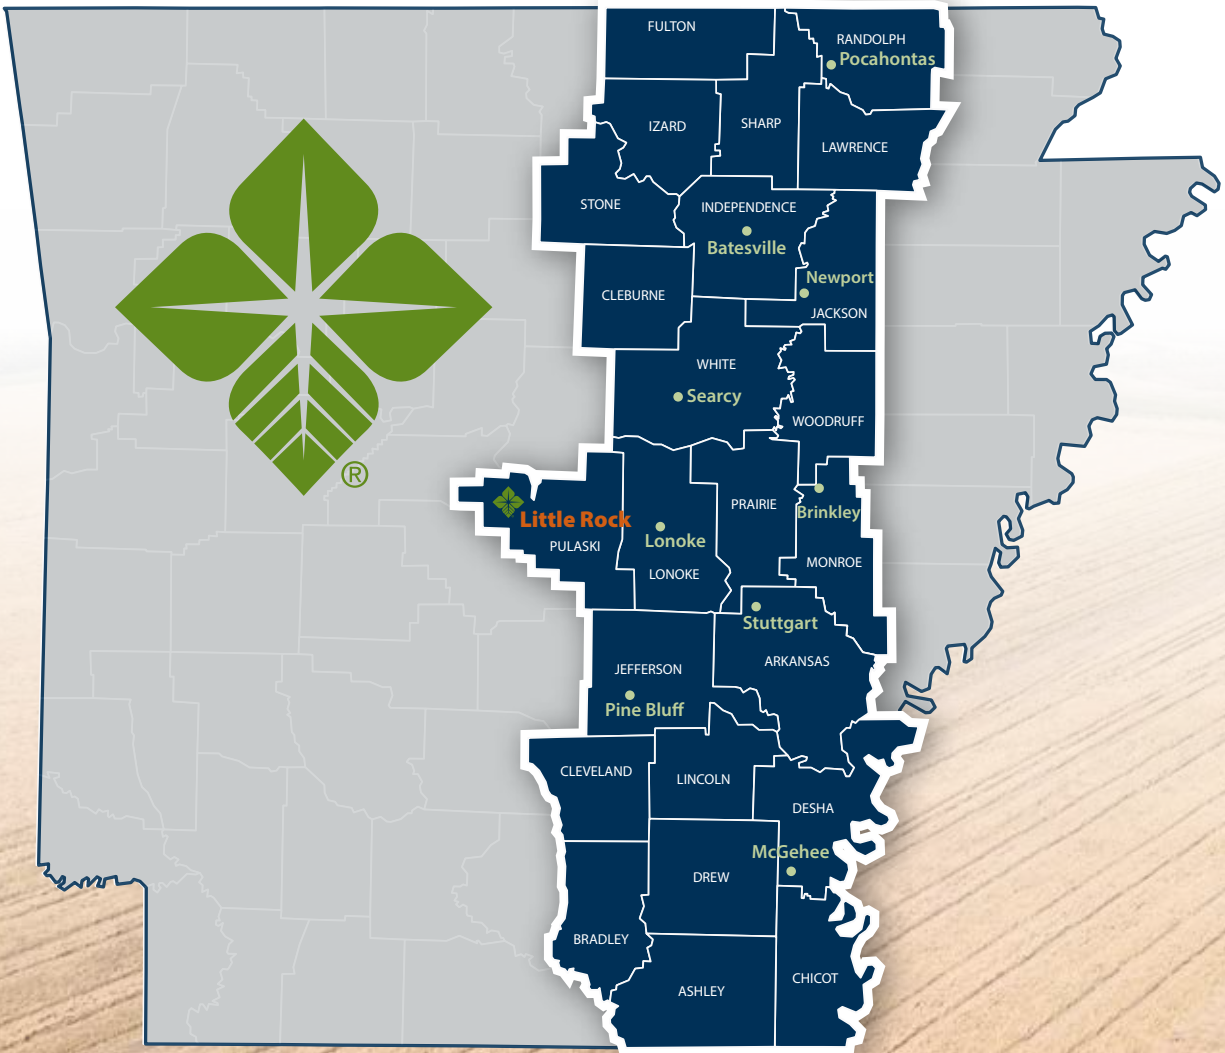 FULTON
RANDOLPH
Pocahontas
IZARD
SHARP
LAWRENCE
STONE
INDEPENDENCE
Batesville
Newport
CLEBURNE
JACKSON
WHITE
Searcy
WOODRUFF
®
PRAIRIE
Brinkley
Little Rock
PULASKI
Lonoke
LONOKE
MONROE
Stuttgart
ARKANSAS
JEFFERSON
Pine Bluff
CLEVELAND
LINCOLN
DESHA
McGehee
DREW
BRADLEY
CHICOT
ASHLEY